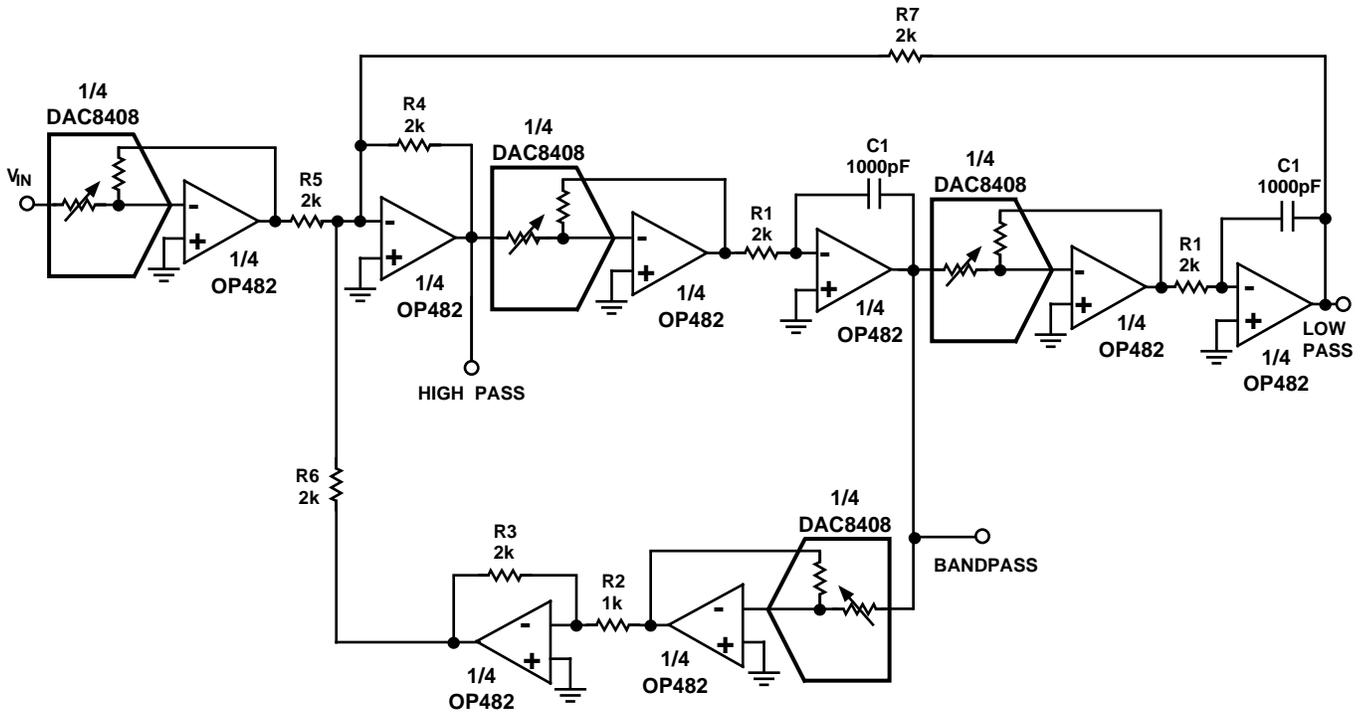 R7
2k
1/4
DAC8408
R4
2k
1/4
DAC8408
C1
1000pF
1/4
DAC8408
C1
1000pF
VIN
R5
2k
R1
2k
R1
2k
-
+
-
+
-
+
-
+
-
+
-
+
1/4
OP482
1/4
OP482
1/4
OP482
1/4
OP482
1/4
OP482
1/4
OP482
LOW
PASS
HIGH PASS
R6
2k
1/4
DAC8408
R3
2k
R2
1k
BANDPASS
-
+
-
+
1/4
OP482
1/4
OP482